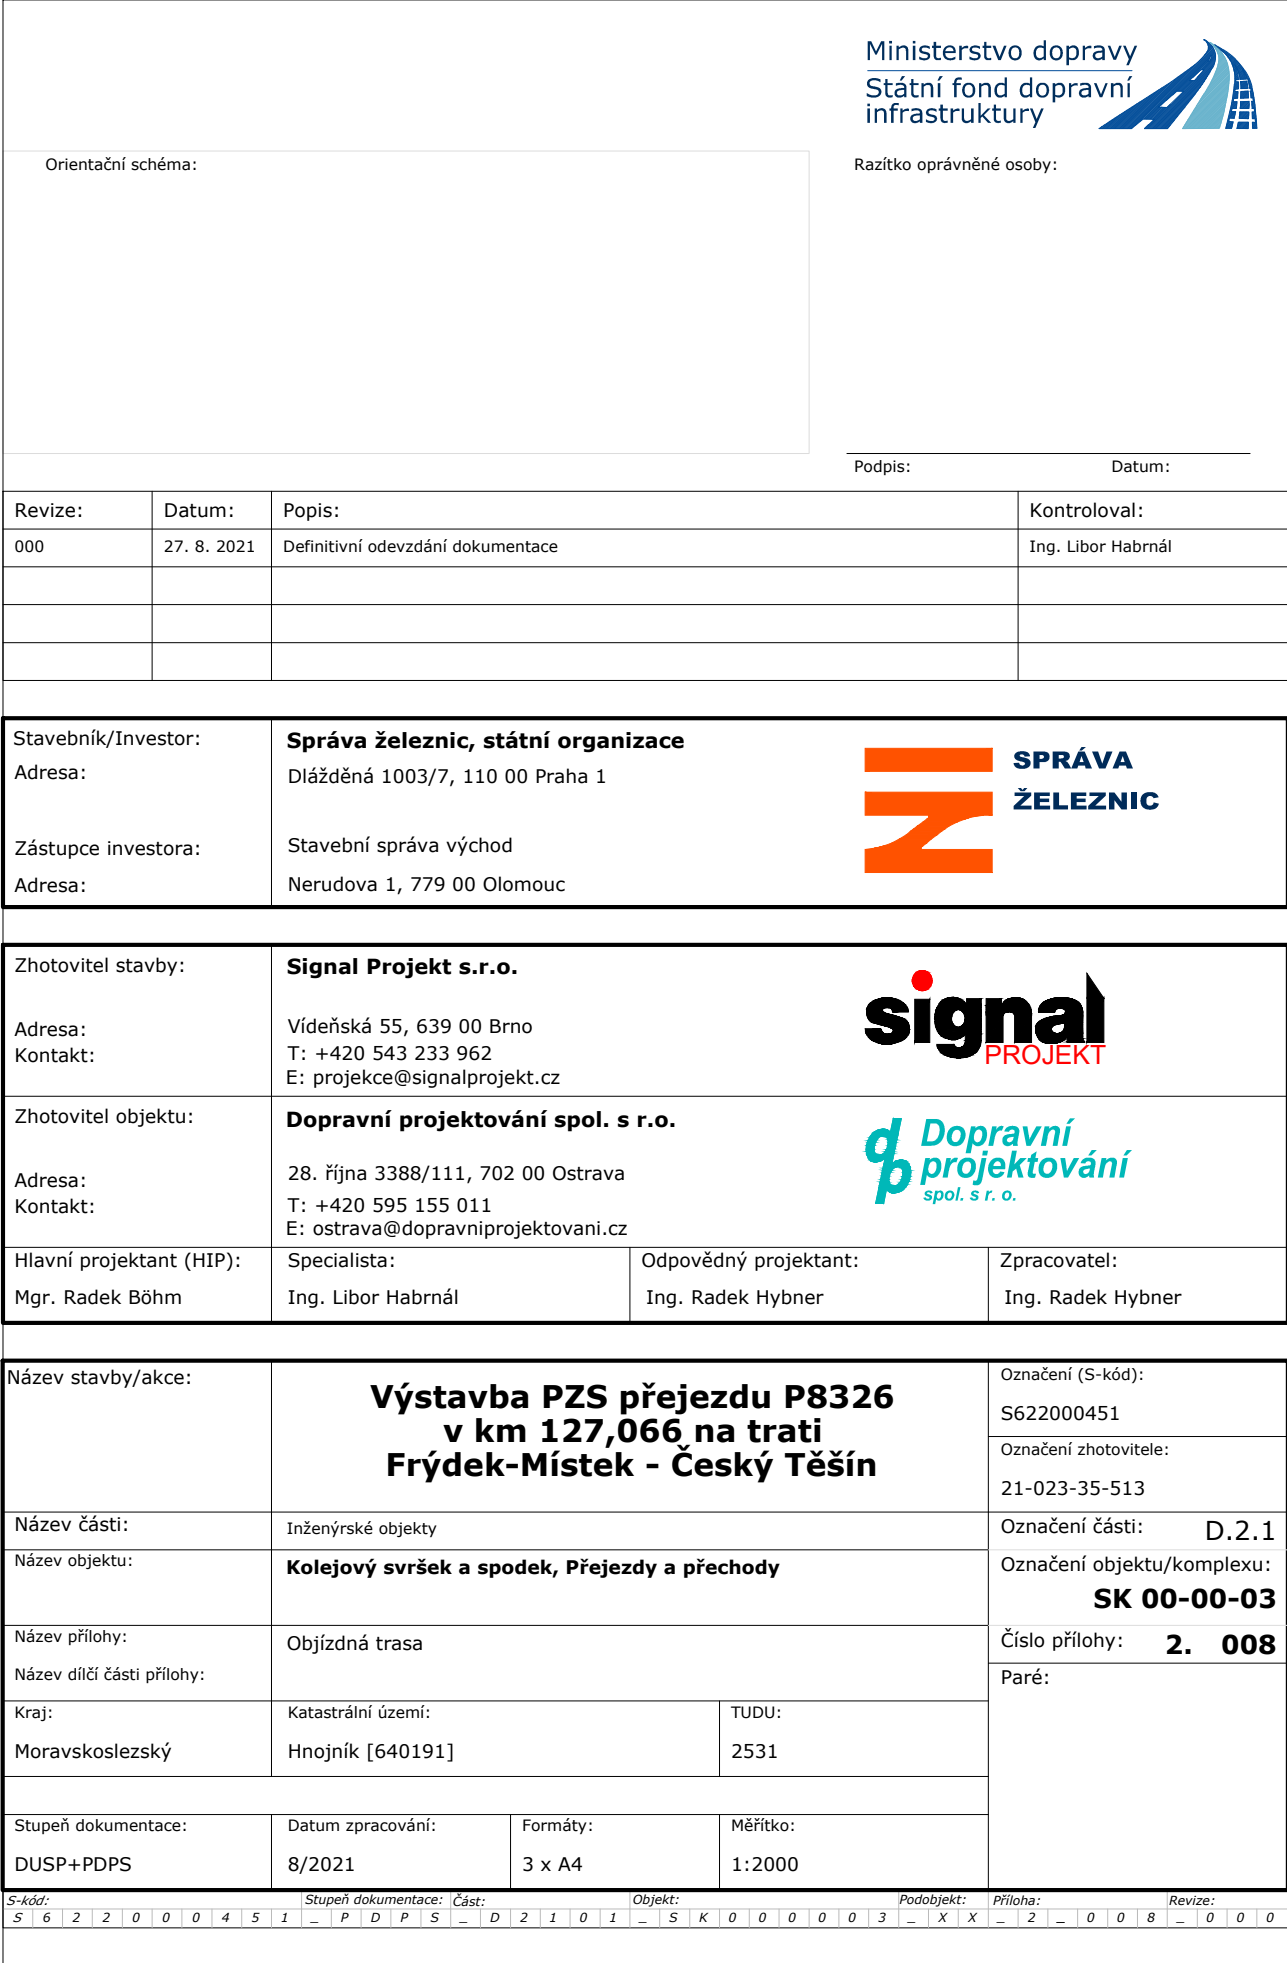 Ministerstvo dopravy
Státní fond dopravní
infrastruktury
Orientační schéma:
Razítko oprávněné osoby:
Podpis: Datum:
Revize: Datum: Popis: Kontroloval:
000 27. 8. 2021 Definitivní odevzdání dokumentace Ing. Libor Habrnál
Stavebník/Investor: Správa železnic, státní organizace
Adresa: Dlážděná 1003/7, 110 00 Praha 1
SPRÁVA
ŽELEZNIC
Zástupce investora: Stavební správa východ
Adresa: Nerudova 1, 779 00 Olomouc
Zhotovitel stavby: Signal Projekt s.r.o.
Adresa: Vídeňská 55, 639 00 Brno
Kontakt: T: +420 543 233 962
E: projekce@signalprojekt.cz
signal
PROJEKT
Zhotovitel objektu: Dopravní projektování spol. s r.o.
Adresa: 28. října 3388/111, 702 00 Ostrava
Kontakt: T: +420 595 155 011
E: ostrava@dopravniprojektovani.cz
dp Dopravní
projektování
spol. s r. o.
Hlavní projektant (HIP): Specialista: Odpovědný projektant: Zpracovatel:
Mgr. Radek Böhm Ing. Libor Habrnál Ing. Radek Hybner Ing. Radek Hybner
Název stavby/akce:
Výstavba PZS přejezdu P8326
v km 127,066 na trati
Frýdek-Místek - Český Těšín
Označení (S-kód):
S622000451
Označení zhotovitele:
21-023-35-513
Název části: Inženýrské objekty Označení části: D.2.1
Název objektu: Kolejový svršek a spodek, Přejezdy a přechody Označení objektu/komplexu:
SK 00-00-03
Název přílohy: Objízdná trasa Číslo přílohy: 2. 008
Název dílčí části přílohy: Paré:
Kraj: Katastrální území: TUDU:
Moravskoslezský Hnojník [640191] 2531
Stupeň dokumentace: Datum zpracování: Formáty: Měřítko:
DUSP+PDPS 8/2021 3 x A4 1:2000
S-kód: Stupeň dokumentace: Část: Objekt: Podobjekt: Příloha: Revize:
S 6 2 2 0 0 0 4 5 1 _ P D P S _ D 2 1 0 1 _ S K 0 0 0 0 0 3 _ X X _ 2 _ 0 0 8 _ 0 0 0